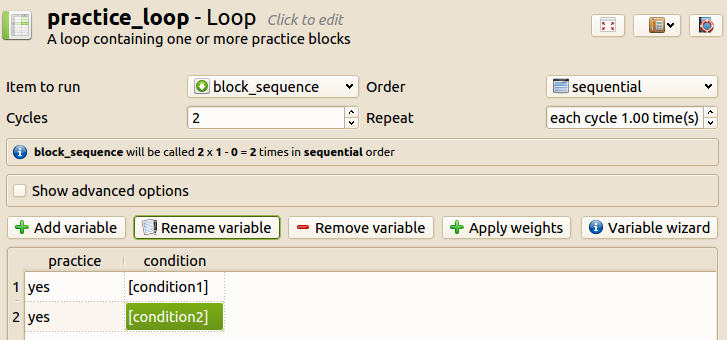 practice_loop - Loop Click to edit
A loop containing one or more practice blocks
Item to run block_sequence Order sequential
Cycles 2 Repeat each cycle 1.00 time(s)
block_sequence will be called 2 x 1 - 0 = 2 times in sequential order
Show advanced options
Add variable Rename variable Remove variable Apply weights Variable wizard
practice condition
1 yes [condition1]
2 yes [condition2]